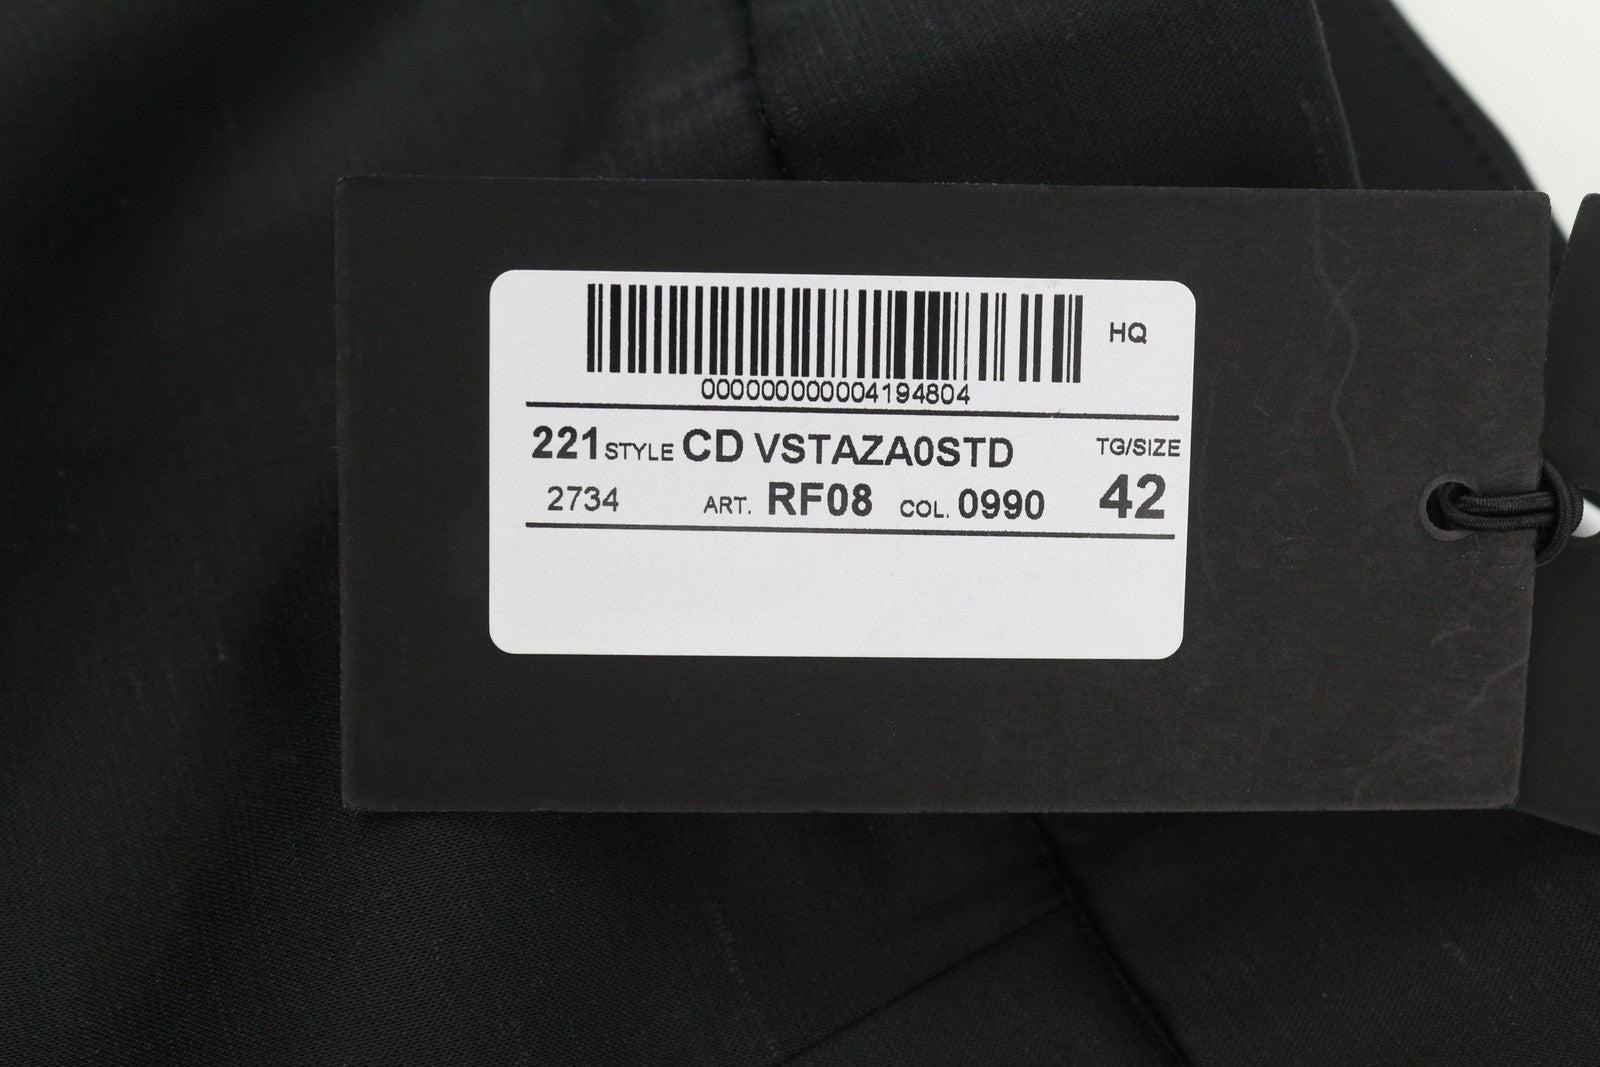 HQ
000000000004194804
221 STYLE CD VSTAZA0STD TG/SIZE
2734 ART. RF08 COL. 0990 42